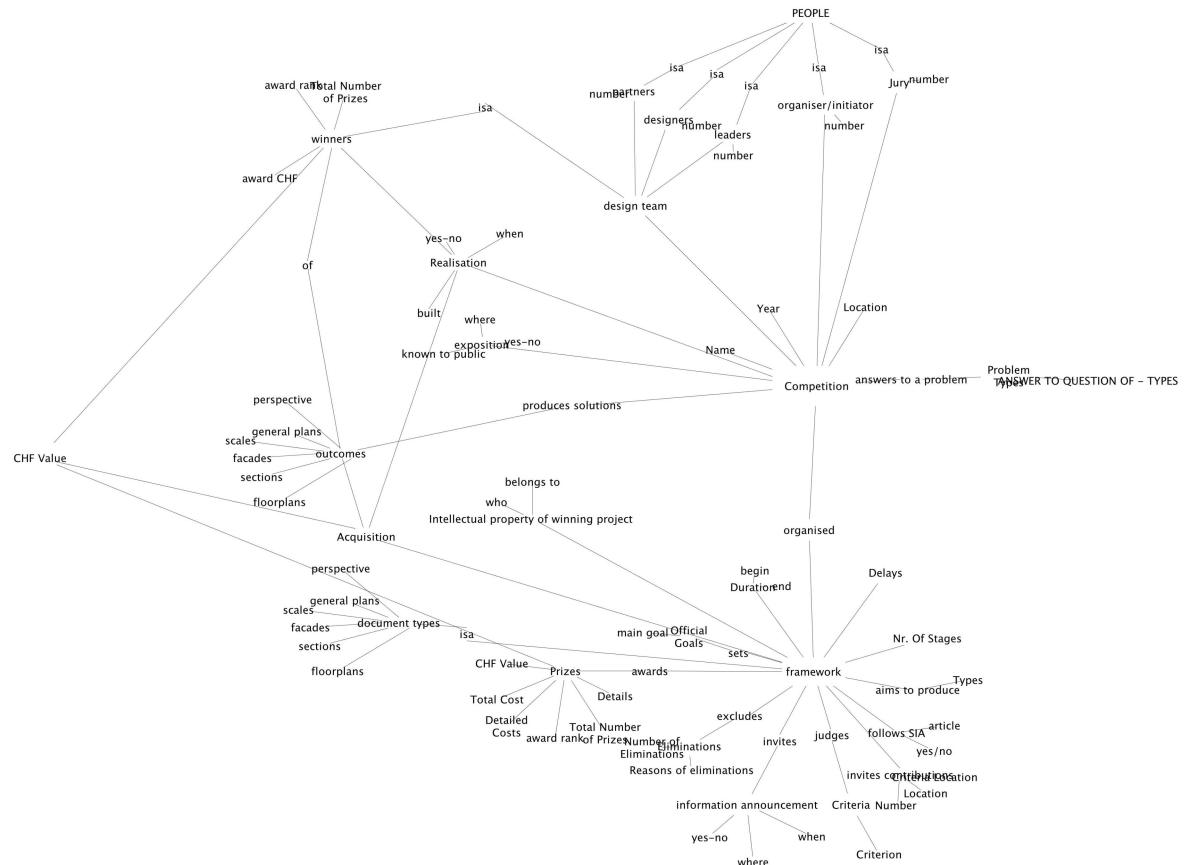 PEOPLE
isa
isa
isa
isa
isa
number
partners
designers
number
leaders
number
organiser/initiator
number
Jury
number
award rank
Total Number
of Prizes
isa
winners
award CHF
design team
yes-no
when
Realisation
of
built
where
exposition
yes-no
known to public
Year
Location
Name
Competition
answers to a problem
Problem
Types
ANSWER TO QUESTION OF - TYPES
produces solutions
perspective
general plans
scales
facades
sections
floorplans
outcomes
CHF Value
belongs to
who
Intellectual property of winning project
Acquisition
organised
perspective
general plans
scales
facades
sections
floorplans
document types
isa
begin
Duration
end
Delays
main goal
Official
Goals
sets
Nr. Of Stages
framework
CHF Value
Prizes
awards
Total Cost
Details
Detailed
Costs
award rank
Total Number
of Prizes
aims to produce
Types
excludes
Number of
Eliminations
Eliminations
Reasons of eliminations
invites
judges
follows SIA
article
yes/no
invites contributions
Criteria Location
Location
information announcement
Criteria
Number
yes-no
where
when
Criterion